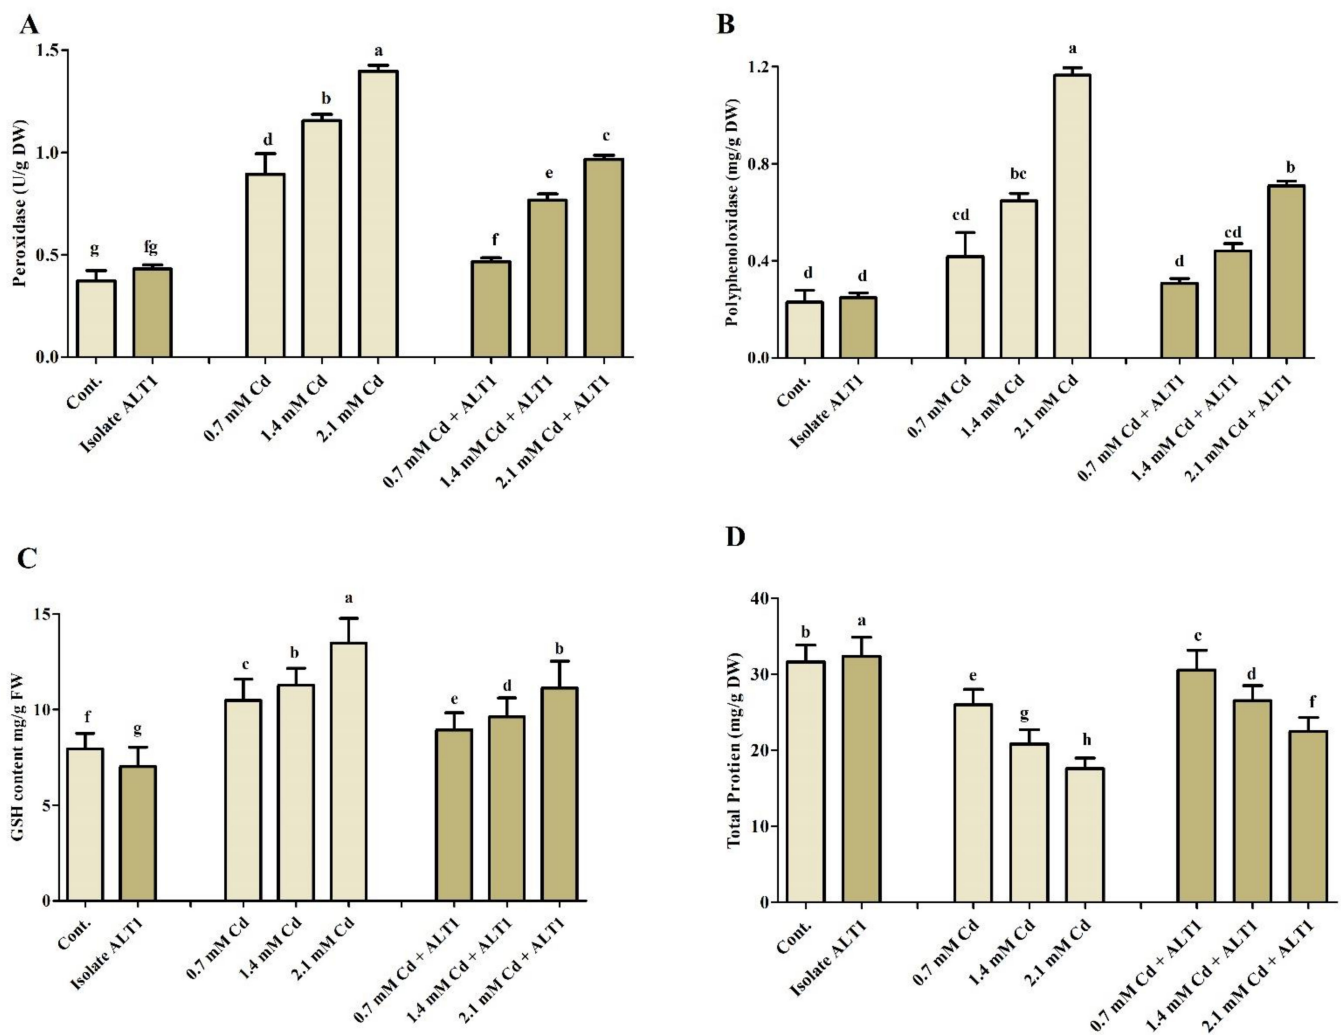 A
Peroxidase (U/g DW)
1.5
1.0
0.5
0.0
g
fg
d
b
a
f
e
c
Cont.
Isolate ALT1
0.7 mM Cd
1.4 mM Cd
2.1 mM Cd
0.7 mM Cd + ALT1
1.4 mM Cd + ALT1
2.1 mM Cd + ALT1
B
Polyphenoloxidase (mg/g DW)
1.2
0.8
0.4
0.0
d
d
cd
bc
a
d
cd
b
Cont.
Isolate ALT1
0.7 mM Cd
1.4 mM Cd
2.1 mM Cd
0.7 mM Cd + ALT1
1.4 mM Cd + ALT1
2.1 mM Cd + ALT1
C
GSH content mg/g FW
15
10
5
0
f
g
c
b
a
e
d
b
Cont.
Isolate ALT1
0.7 mM Cd
1.4 mM Cd
2.1 mM Cd
0.7 mM Cd + ALT1
1.4 mM Cd + ALT1
2.1 mM Cd + ALT1
D
Total Protien (mg/g DW)
40
30
20
10
0
b
a
e
g
h
c
d
f
Cont.
Isolate ALT1
0.7 mM Cd
1.4 mM Cd
2.1 mM Cd
0.7 mM Cd + ALT1
1.4 mM Cd + ALT1
2.1 mM Cd + ALT1